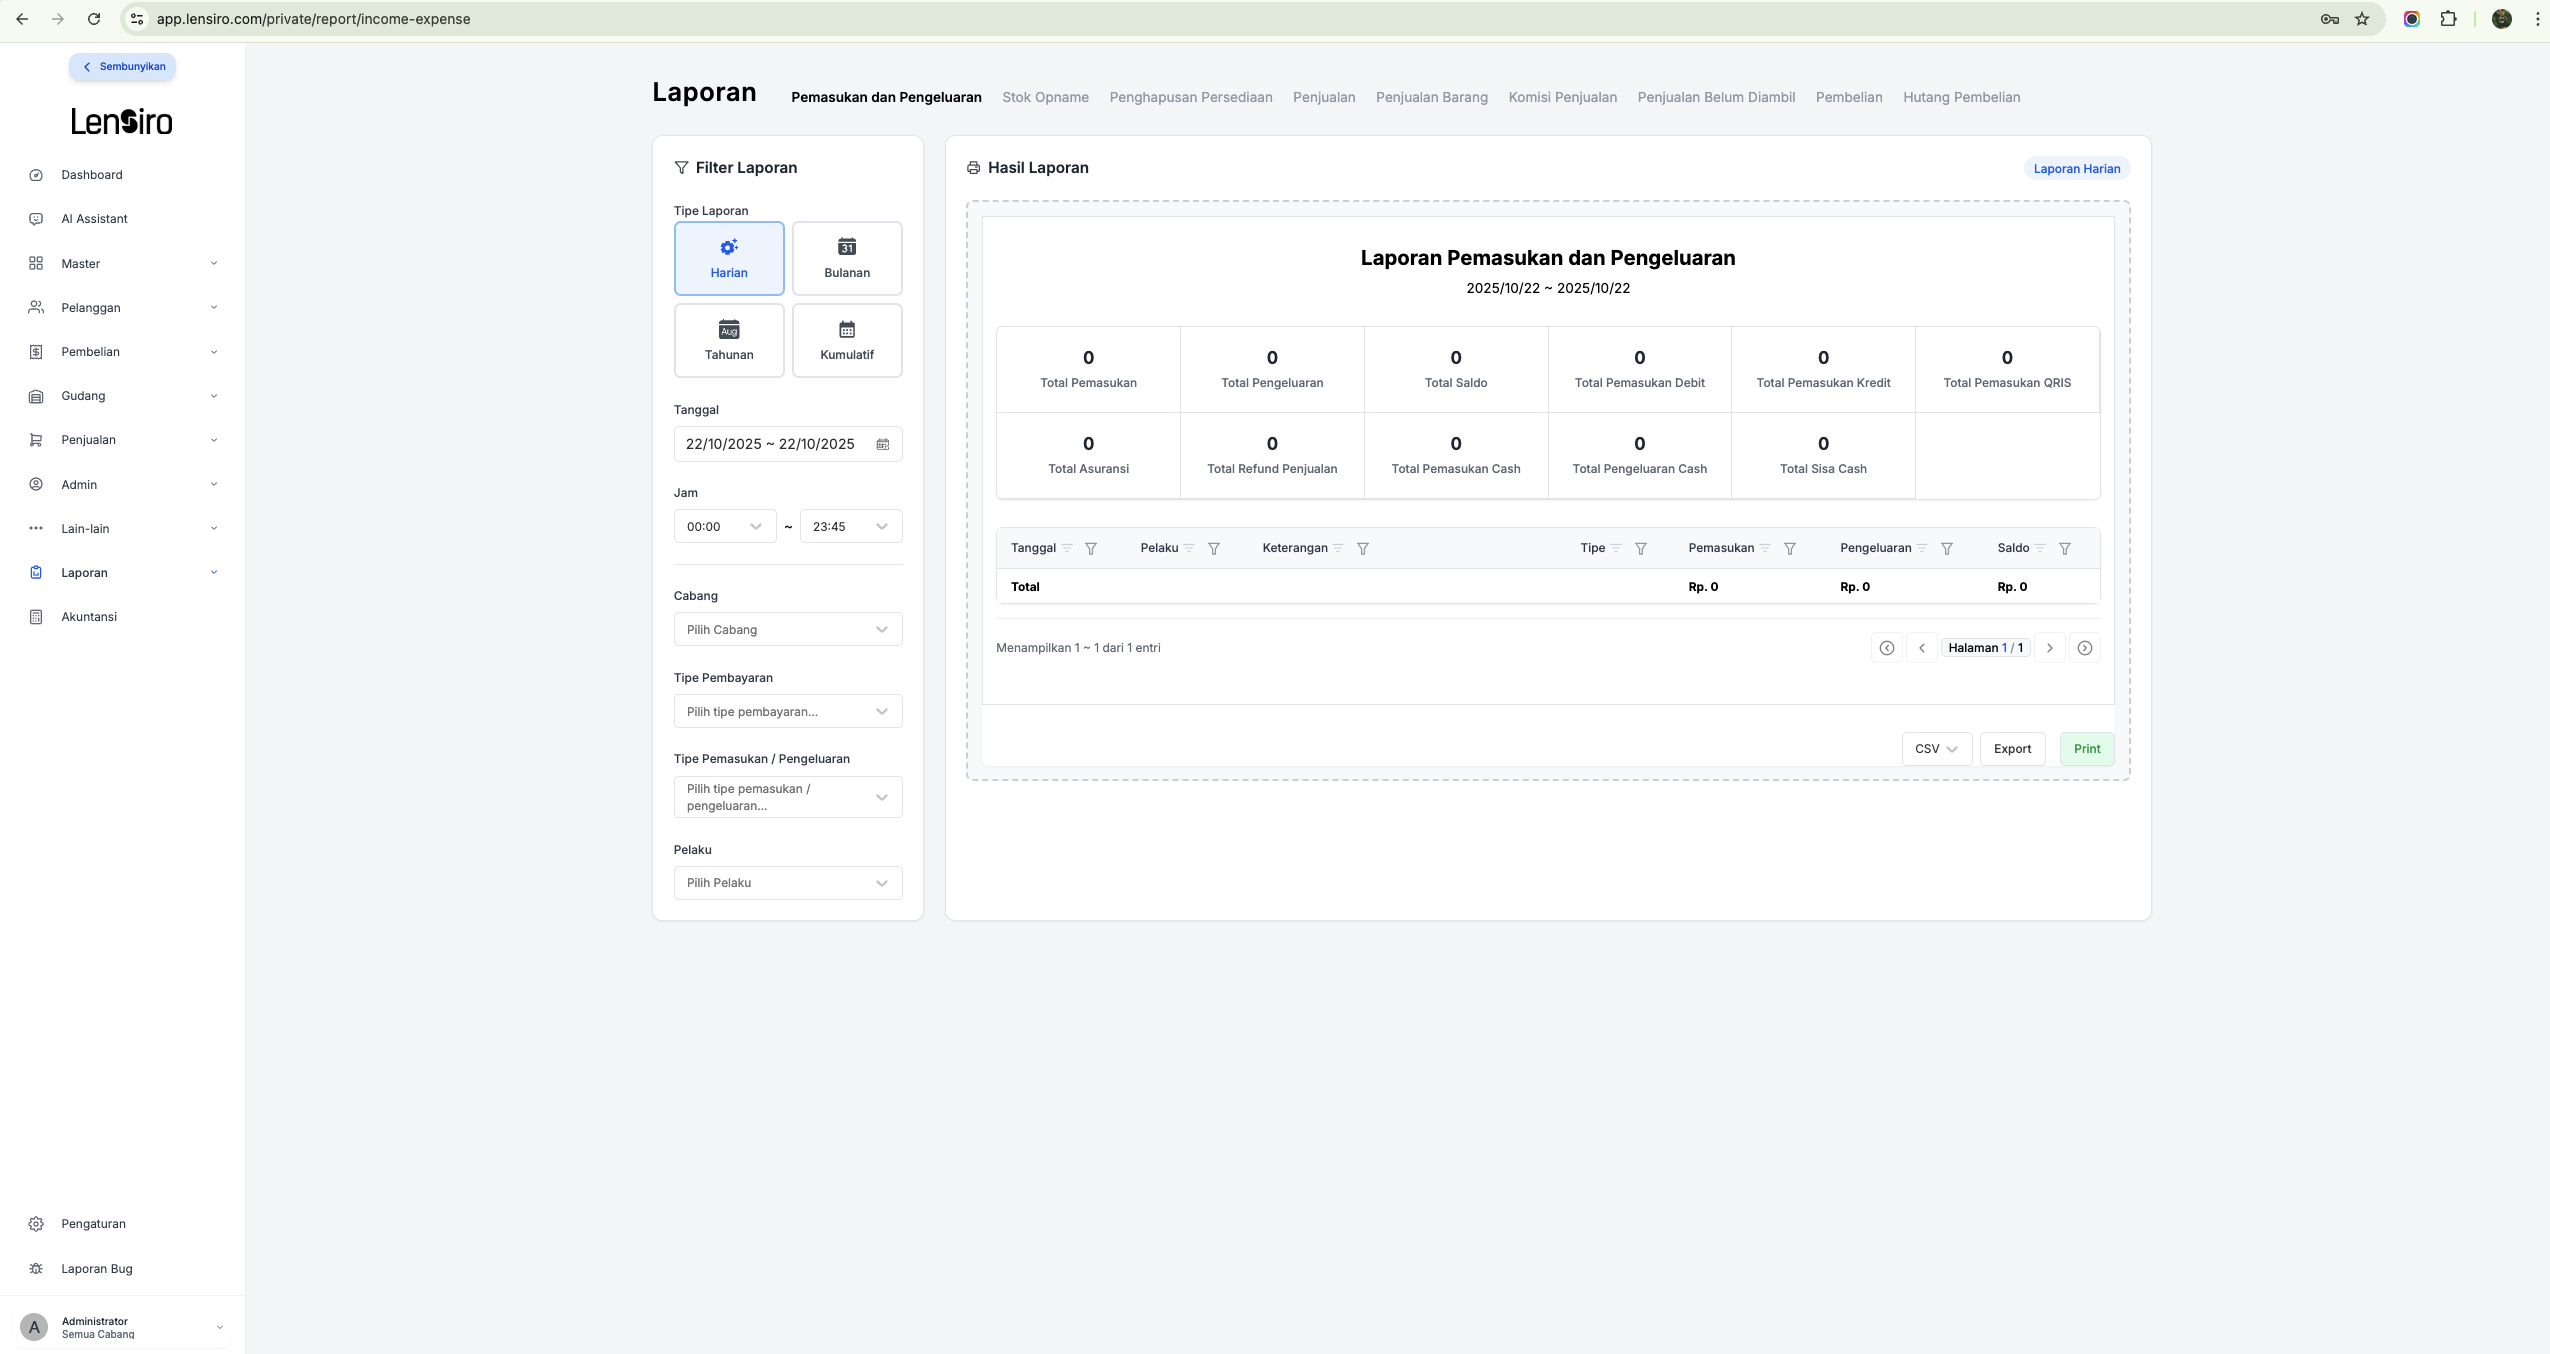 app.lensiro.com/private/report/income-expense
Sembunyikan
Lensiro
Dashboard
AI Assistant
Master
Pelanggan
Pembelian
Gudang
Penjualan
Admin
Lain-lain
Laporan
Akuntansi
Pengaturan
Laporan Bug
A
Administrator
Semua Cabang
Laporan
Pemasukan dan Pengeluaran
Stok Opname
Penghapusan Persediaan
Penjualan
Penjualan Barang
Komisi Penjualan
Penjualan Belum Diambil
Pembelian
Hutang Pembelian
Filter Laporan
Tipe Laporan
Harian
31
Bulanan
Aug
Tahunan
Kumulatif
Tanggal
22/10/2025 ~ 22/10/2025
Jam
00:00 ~ 23:45
Cabang
Pilih Cabang
Tipe Pembayaran
Pilih tipe pembayaran...
Tipe Pemasukan / Pengeluaran
Pilih tipe pemasukan /
pengeluaran...
Pelaku
Pilih Pelaku
Hasil Laporan
Laporan Harian
Laporan Pemasukan dan Pengeluaran
2025/10/22 ~ 2025/10/22
0
Total Pemasukan
0
Total Pengeluaran
0
Total Saldo
0
Total Pemasukan Debit
0
Total Pemasukan Kredit
0
Total Pemasukan QRIS
0
Total Asuransi
0
Total Refund Penjualan
0
Total Pemasukan Cash
0
Total Pengeluaran Cash
0
Total Sisa Cash
Tanggal Pelaku Keterangan Tipe Pemasukan Pengeluaran Saldo
Total Rp. 0 Rp. 0 Rp. 0
Menampilkan 1 ~ 1 dari 1 entri
Halaman 1 / 1
CSV
Export
Print